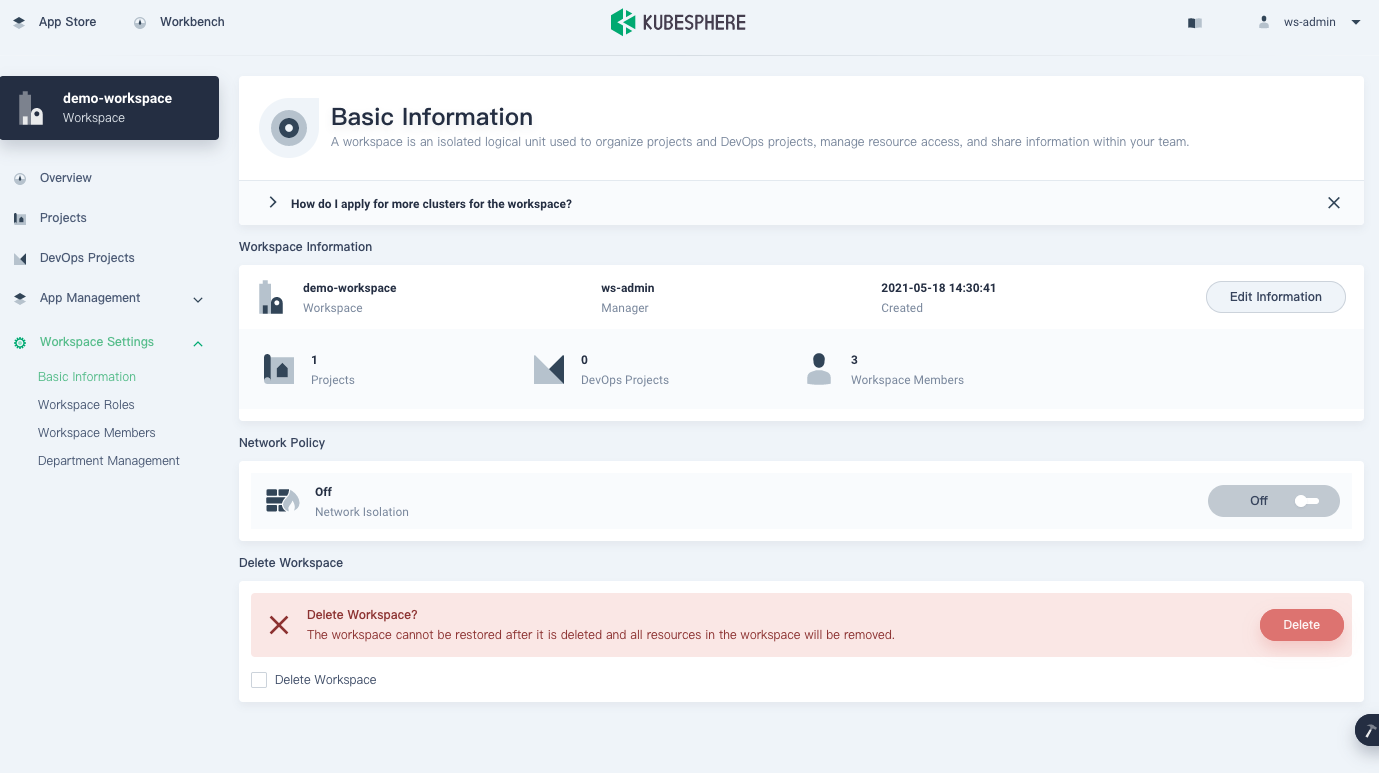 App Store
Workbench
KUBESPHERE
ws-admin
demo-workspace
Workspace
Overview
Projects
DevOps Projects
App Management
Workspace Settings
Basic Information
Workspace Roles
Workspace Members
Department Management
Basic Information
A workspace is an isolated logical unit used to organize projects and DevOps projects, manage resource access, and share information within your team.
How do I apply for more clusters for the workspace?
Workspace Information
demo-workspace
Workspace
ws-admin
Manager
2021-05-18 14:30:41
Created
Edit Information
1
Projects
0
DevOps Projects
3
Workspace Members
Network Policy
Off
Network Isolation
Off
Delete Workspace
Delete Workspace?
The workspace cannot be restored after it is deleted and all resources in the workspace will be removed.
Delete
Delete Workspace